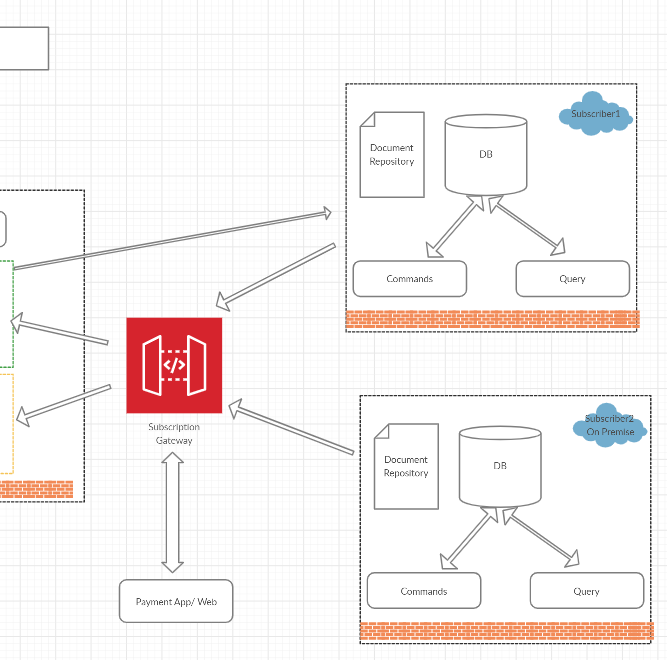 Subscriber1
Document
Repository
DB
Commands
Query
Subscription
Gateway
Subscriber2
On Premise
Document
Repository
DB
Commands
Query
Payment App/ Web